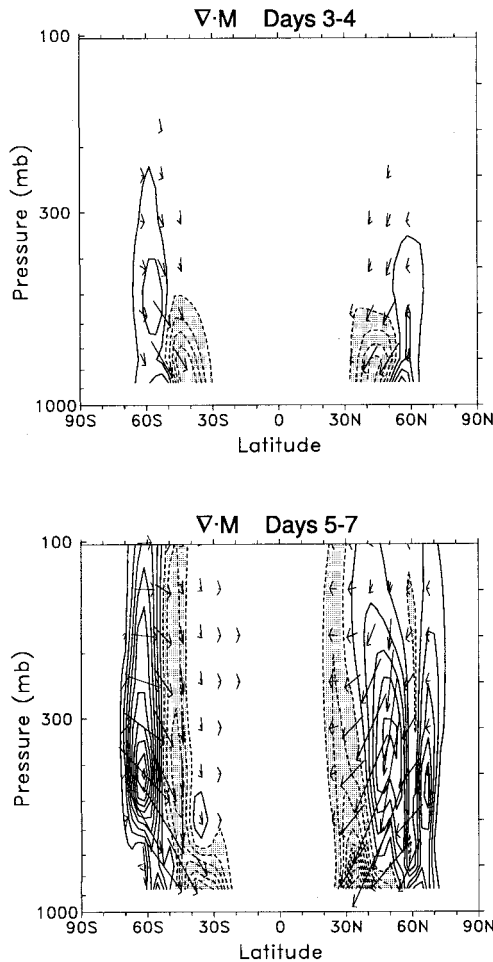 ∇·M Days 3-4
100
300
1000
Pressure (mb)
90S 60S 30S 0 30N 60N 90N
Latitude
∇·M Days 5-7
100
300
1000
Pressure (mb)
90S 60S 30S 0 30N 60N 90N
Latitude